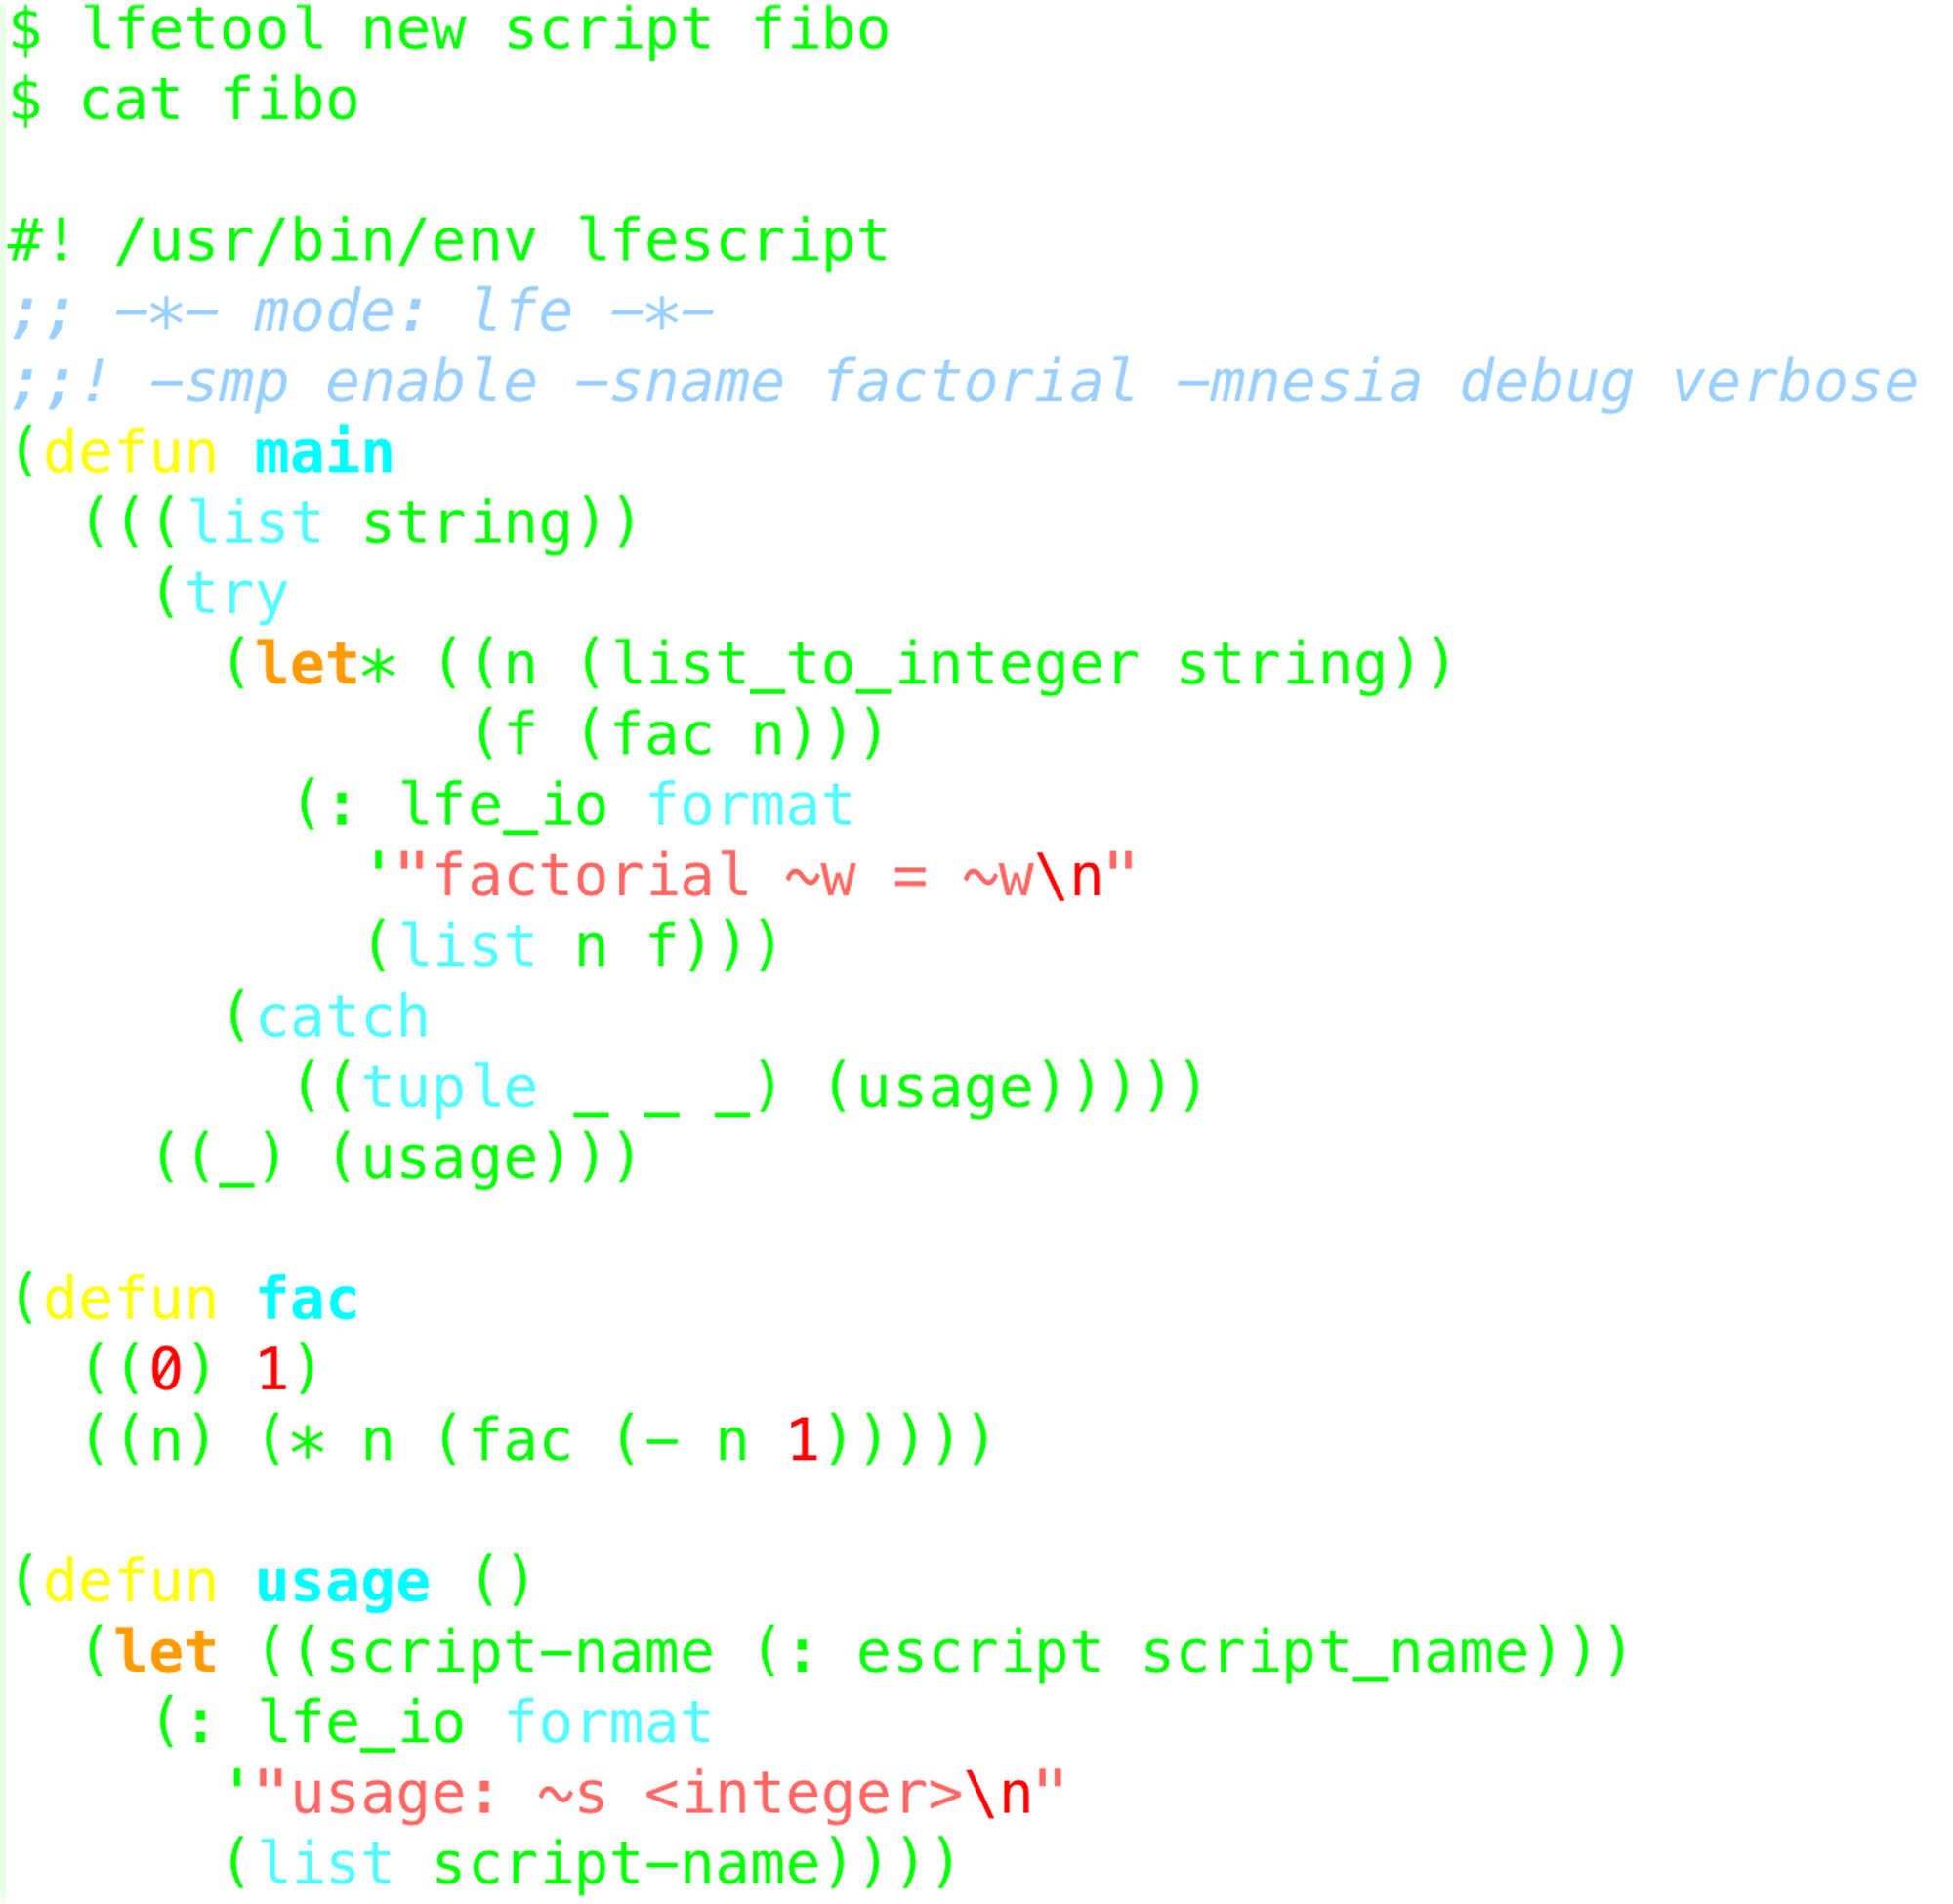 $ lfetool new script fibo
$ cat fibo

#! /usr/bin/env lfescript
;; -*- mode: lfe -*-
;;! -smp enable -sname factorial -mnesia debug verbose
(defun main
  (((list string))
    (try
      (let* ((n (list_to_integer string))
             (f (fac n)))
        (: lfe_io format
          '"factorial ~w = ~w\n"
          (list n f)))
      (catch
        ((tuple _ _ _) (usage)))))
    ((_) (usage)))

(defun fac
  ((0) 1)
  ((n) (* n (fac (- n 1)))))

(defun usage ()
  (let ((script-name (: escript script_name)))
    (: lfe_io format
      '"usage: ~s <integer>\n"
      (list script-name))))